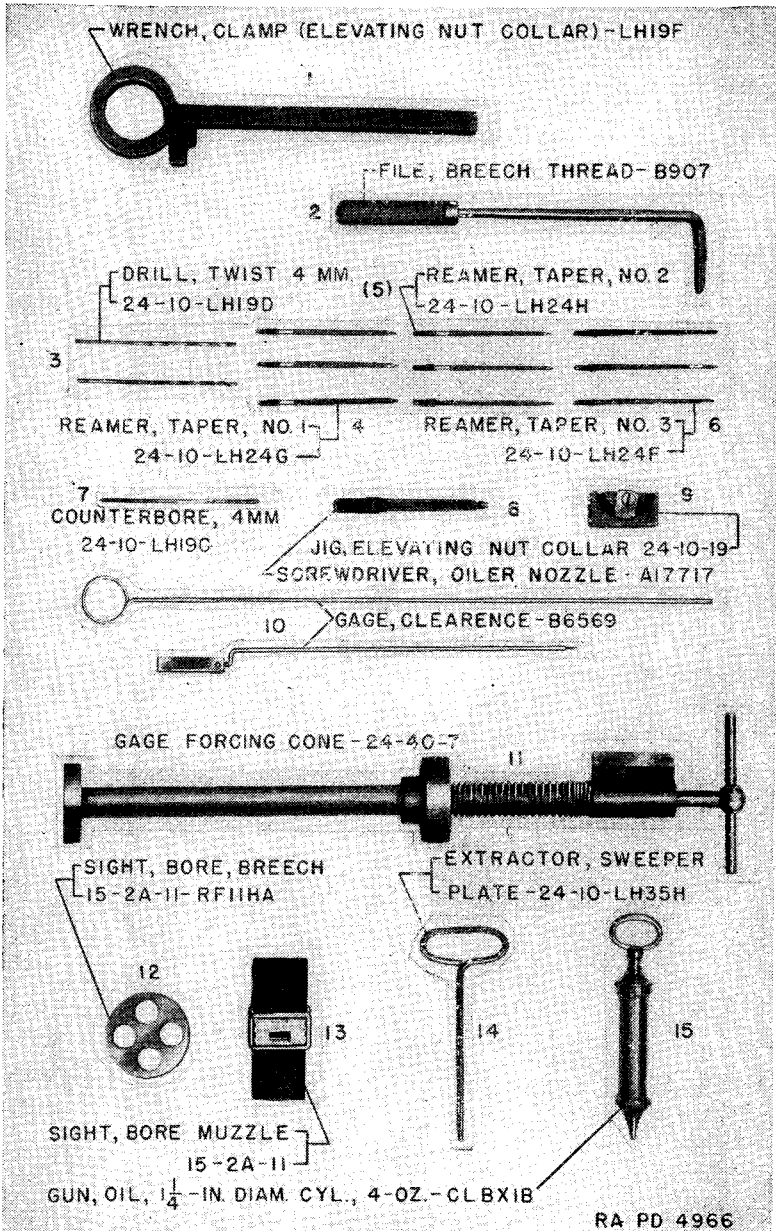 WRENCH, CLAMP (ELEVATING NUT COLLAR)-LH19F
1
FILE, BREECH THREAD-B907
2
DRILL, TWIST 4 MM.
24-10-LH19D
(5)
REAMER, TAPER, NO. 2
24-10-LH24H
3
REAMER, TAPER, NO. 1
24-10-LH24G
4
REAMER, TAPER, NO. 3
24-10-LH24F
6
7
COUNTERBORE, 4MM
24-10-LH19C
8
9
JIG, ELEVATING NUT COLLAR 24-10-19
SCREWDRIVER, OILER NOZZLE-A17717
10
GAGE, CLEARENCE-B6569
GAGE FORCING CONE-24-40-7
11
SIGHT, BORE, BREECH
15-2A-11-RF11HA
EXTRACTOR, SWEEPER
PLATE-24-10-LH35H
12
13
14
15
SIGHT, BORE MUZZLE
15-2A-11
GUN, OIL, 1 1/4-IN. DIAM. CYL., 4-OZ.-CLBX1B
RA PD 4966